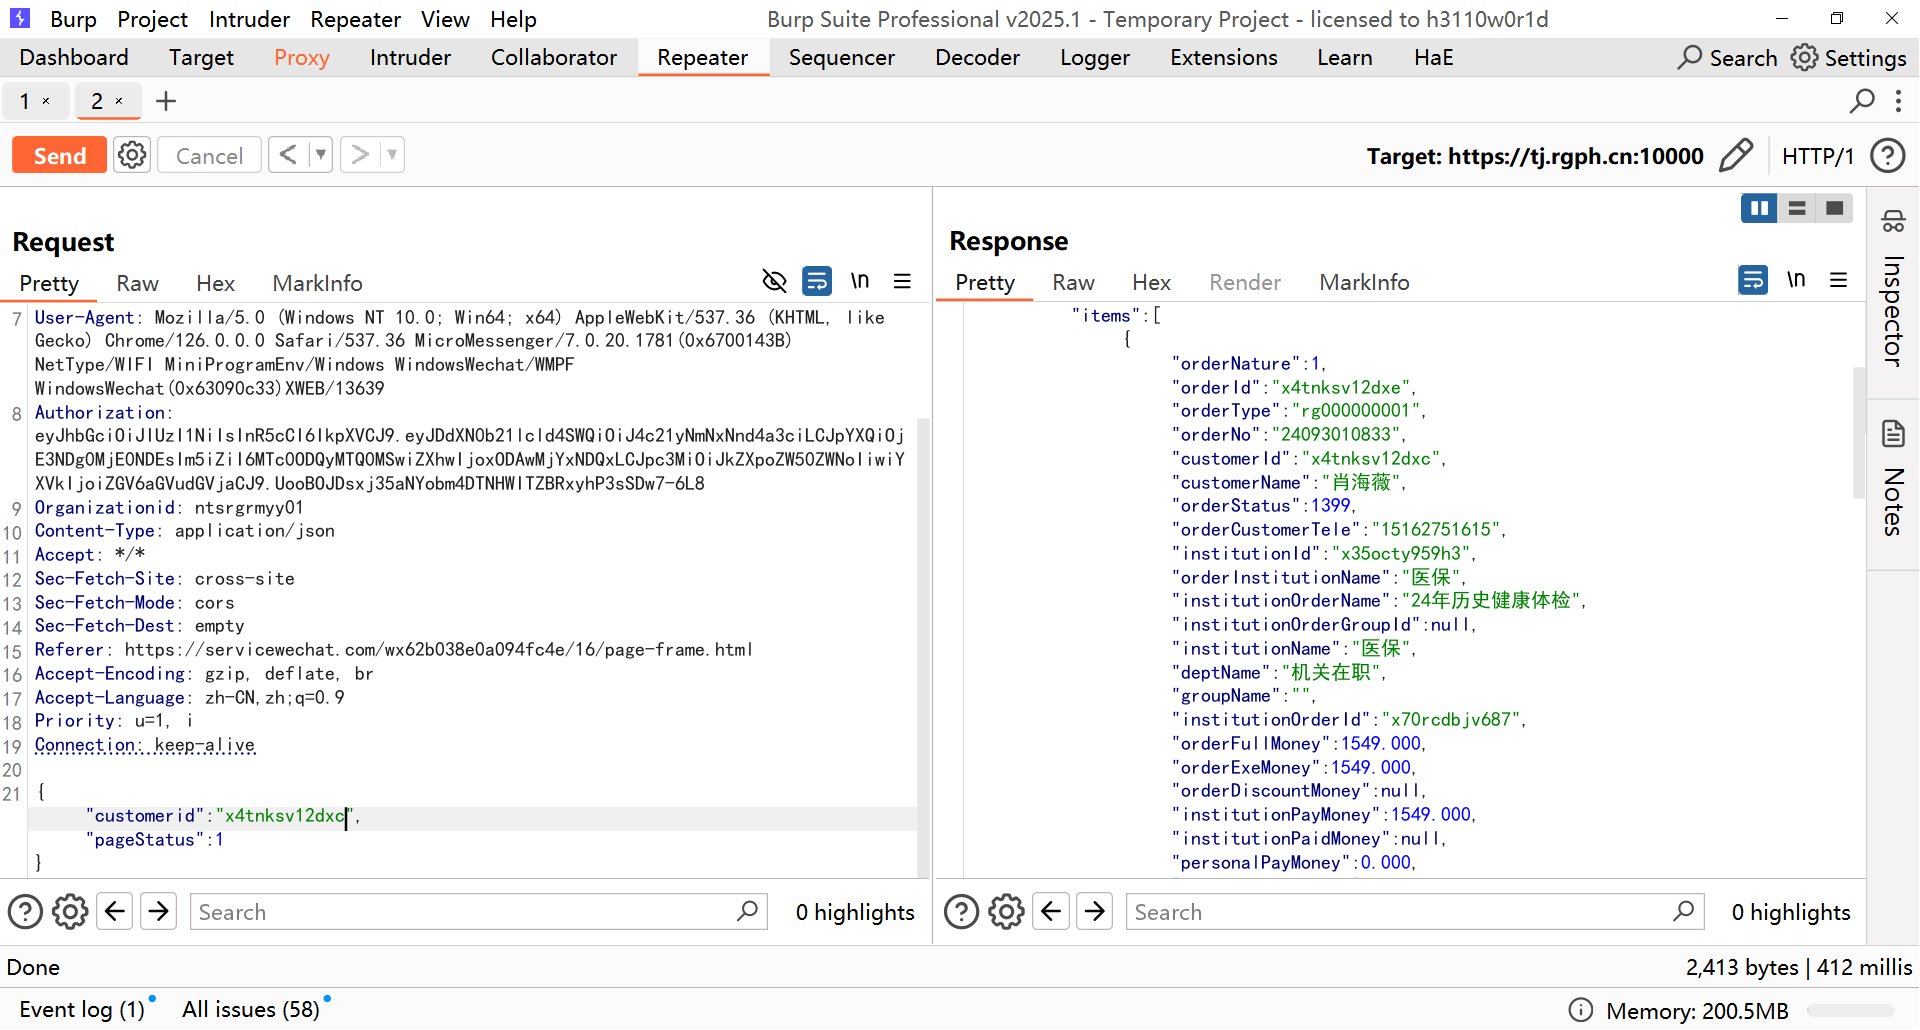 Burp Project Intruder Repeater View Help
Burp Suite Professional v2025.1 - Temporary Project - licensed to h3110w0r1d
Dashboard Target Proxy Intruder Collaborator Repeater Sequencer Decoder Logger Extensions Learn HaE
Search Settings
1 × 2 × +
Send Cancel < >
Target: https://tj.rgph.cn:10000 HTTP/1
Request
Pretty Raw Hex MarkInfo
\n
7 User-Agent: Mozilla/5.0 (Windows NT 10.0; Win64; x64) AppleWebKit/537.36 (KHTML, like
Gecko) Chrome/126.0.0.0 Safari/537.36 MicroMessenger/7.0.20.1781(0x6700143B)
NetType/WIFI MiniProgramEnv/Windows WindowsWechat/WMPF
WindowsWechat(0x63090c33)XWEB/13639
8 Authorization:
9 Organizationid: ntsrgrmyy01
10 Content-Type: application/json
11 Accept: */*
12 Sec-Fetch-Site: cross-site
13 Sec-Fetch-Mode: cors
14 Sec-Fetch-Dest: empty
15 Referer: https://servicewechat.com/wx62b038e0a094fc4e/16/page-frame.html
16 Accept-Encoding: gzip, deflate, br
17 Accept-Language: zh-CN,zh;q=0.9
18 Priority: u=1, i
19 Connection: keep-alive
20
21 {
"customerid":"x4tnksv12dxc",
"pageStatus":1
}
Search
0 highlights
Response
Pretty Raw Hex Render MarkInfo
\n
"items":[
{
"orderNature":1,
"orderId":"x4tnksv12dxe",
"orderType":"rg000000001",
"orderNo":"24093010833",
"customerId":"x4tnksv12dxc",
"customerName":"肖海薇",
"orderStatus":1399,
"orderCustomerTele":"15162751615",
"institutionId":"x35octy959h3",
"orderInstitutionName":"医保",
"institutionOrderName":"24年历史健康体检",
"institutionOrderGroupId":null,
"institutionName":"医保",
"deptName":"机关在职",
"groupName":"",
"institutionOrderId":"x70rcdbjv687",
"orderFullMoney":1549.000,
"orderExeMoney":1549.000,
"orderDiscountMoney":null,
"institutionPayMoney":1549.000,
"institutionPaidMoney":null,
"personalPayMoney":0.000,
Search
0 highlights
Inspector
Notes
Done
2,413 bytes | 412 millis
Event log (1) All issues (58)
Memory: 200.5MB